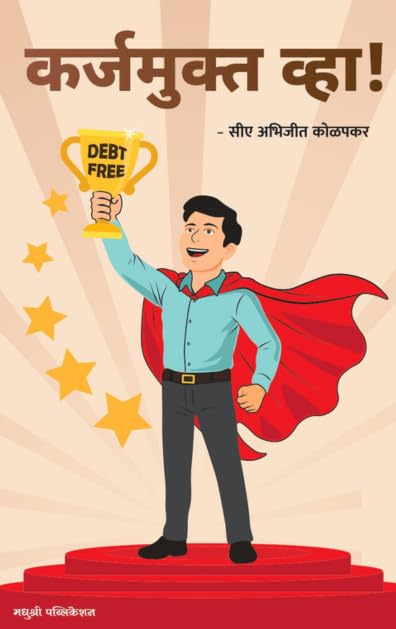 कर्जमुक्त व्हा!
- सीए अभिजीत कोळपकर
DEBT
FREE
मधुश्री पब्लिकेशन